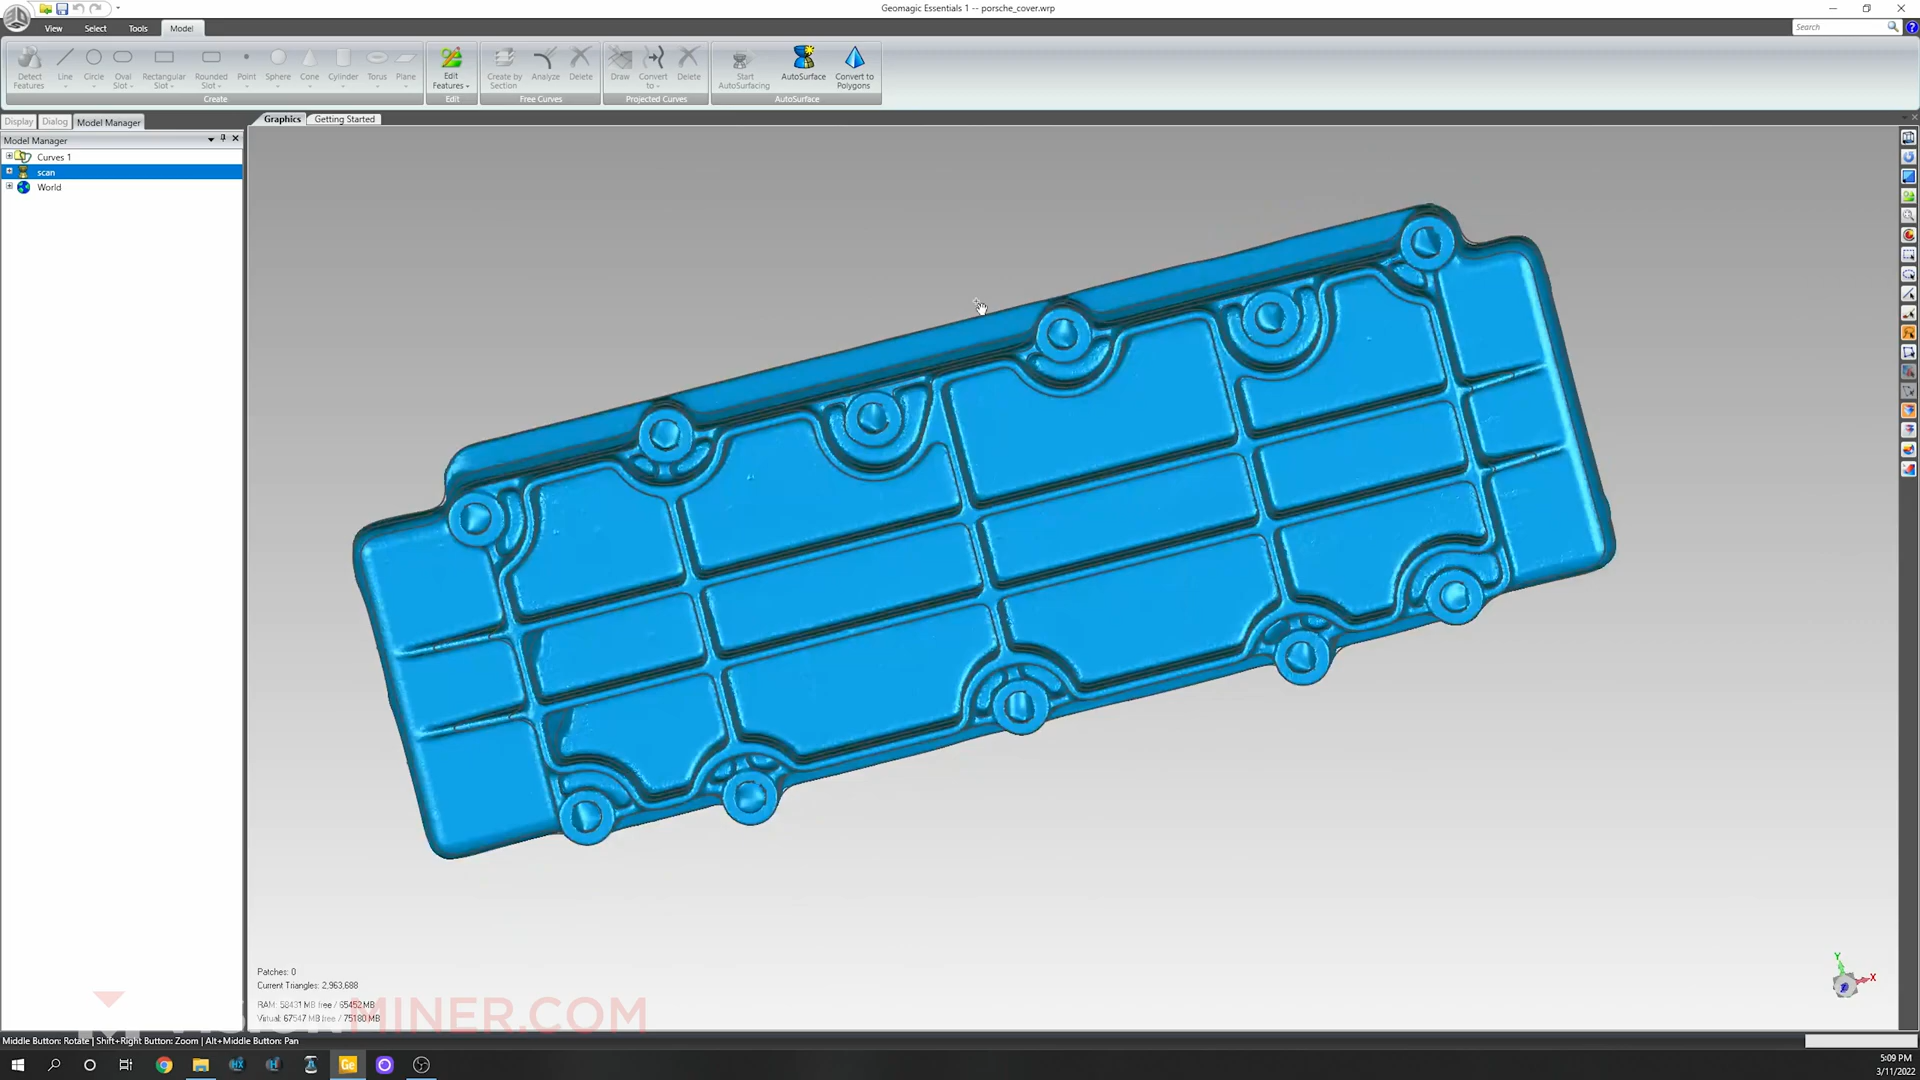 Geomagic Essentials 1 -- porsche_cover.wrp
View Select Tools Model
Search
Detect Features
Line
Circle
Oval Slot
Rectangular Slot
Rounded Slot
Point
Sphere
Cone
Cylinder
Torus
Plane
Edit Features
Create by Section
Analyze
Delete
Draw
Convert to
Delete
Start AutoSurfacing
AutoSurface
Convert to Polygons
Create
Edit
Free Curves
Projected Curves
AutoSurface
Display Dialog Model Manager
Graphics Getting Started
Model Manager
Curves 1
scan
World
Y
X
Patches: 0
Current Triangles: 2,963,688
RAM: 58431 MB free / 65452 MB
Virtual: 67547 MB free / 75180 MB
MINER.COM
Middle Button: Rotate | Shift+Right Button: Zoom | Alt+Middle Button: Pan
Ge
5:09 PM
3/11/2022